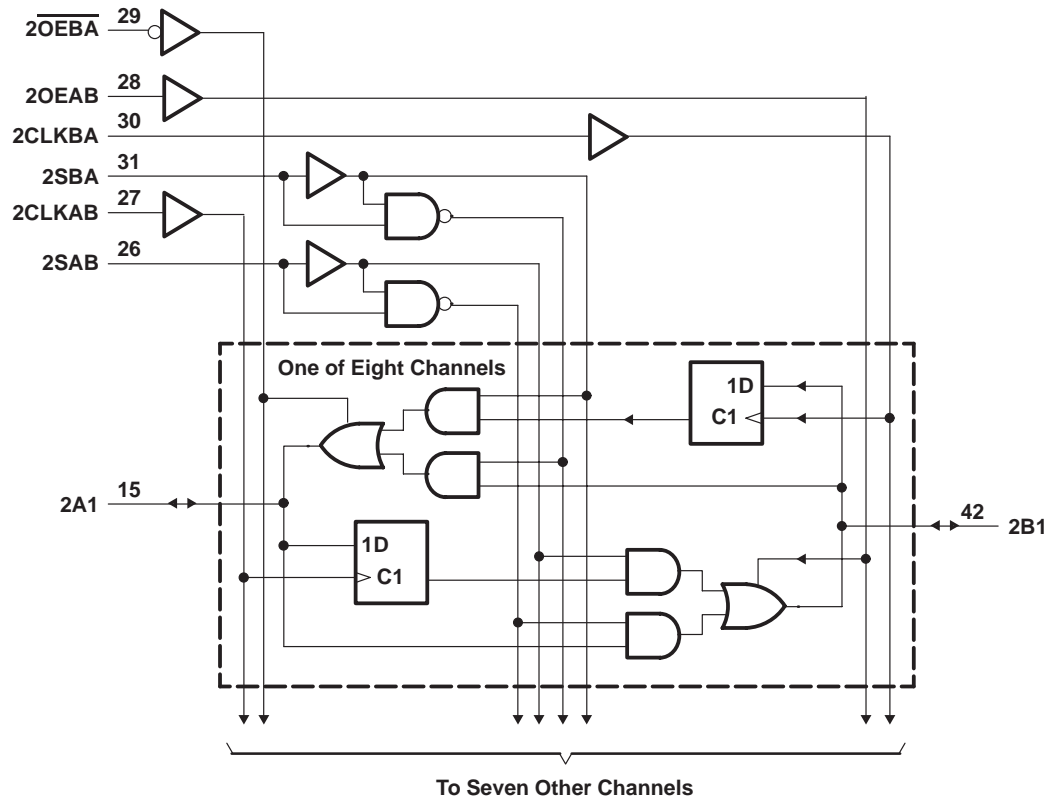 2O̅E̅B̅A̅ 29
2OEAB 28
2CLKBA 30
2SBA 31
2CLKAB 27
2SAB 26
One of Eight Channels
1D
C1
2A1 15
42 2B1
1D
C1
To Seven Other Channels